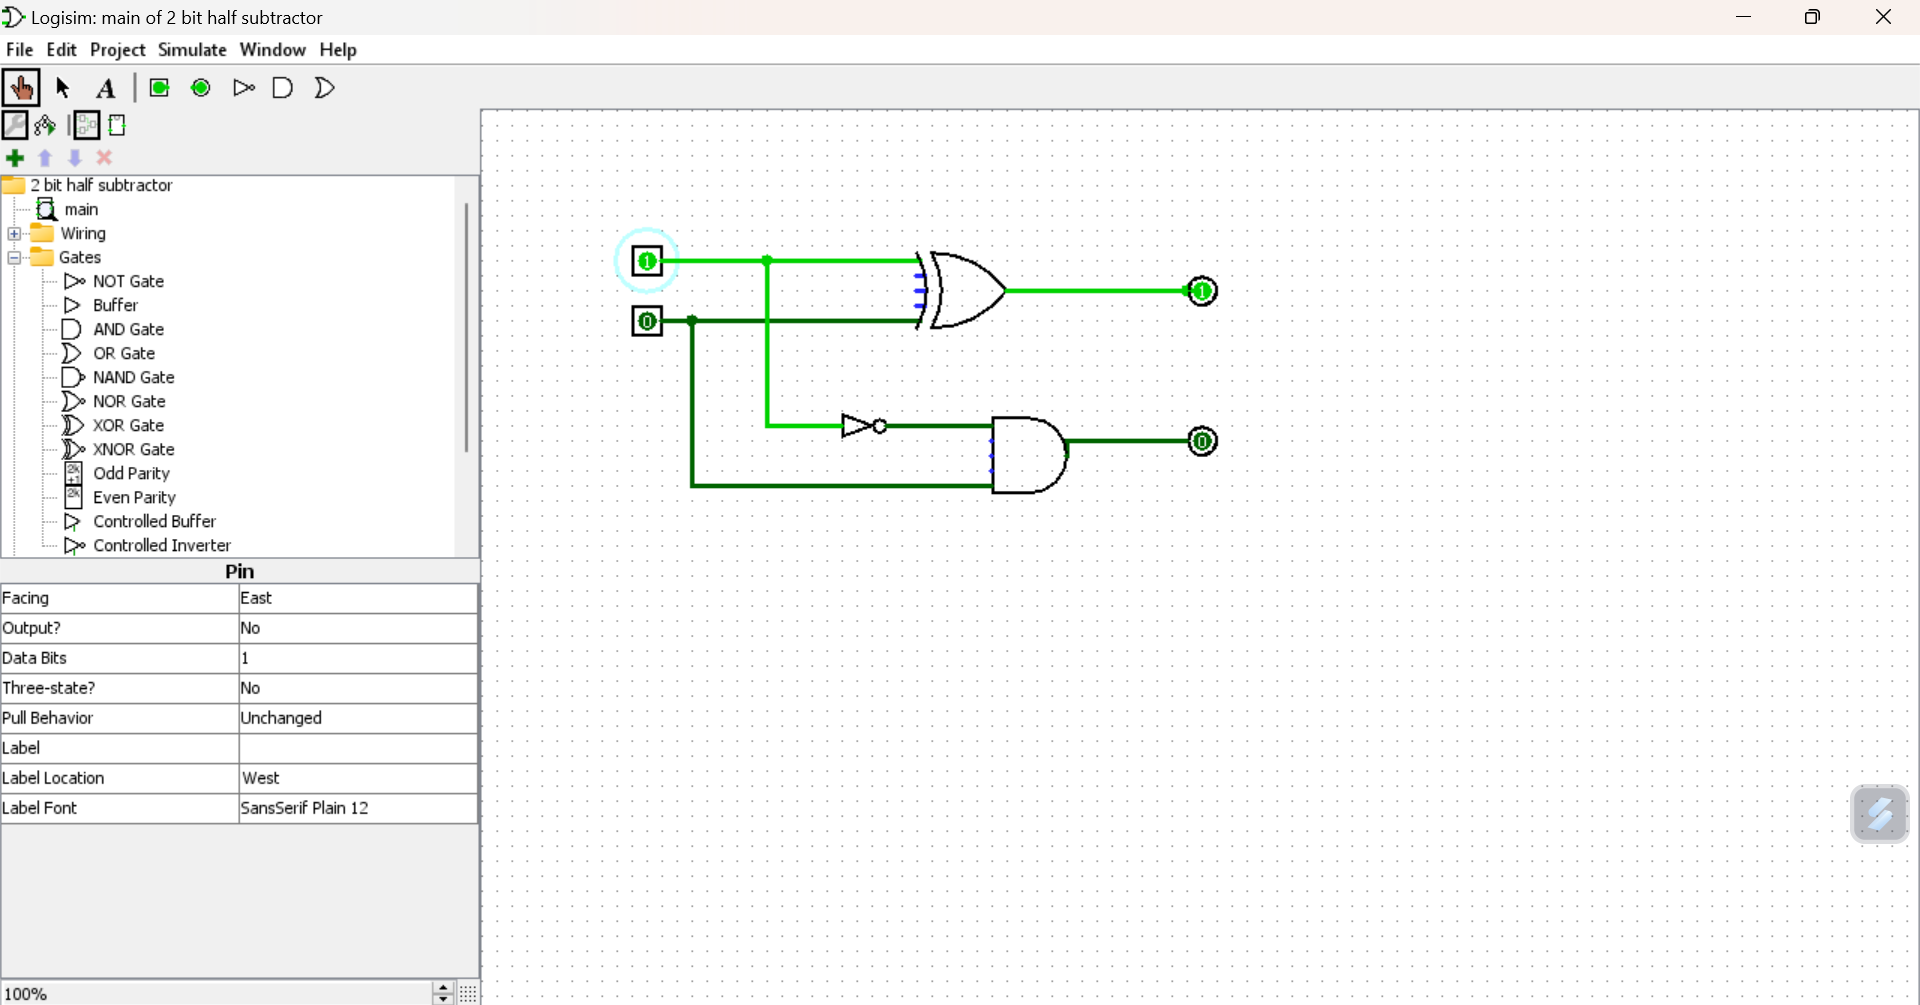 Logisim: main of 2 bit half subtractor
File Edit Project Simulate Window Help
A
2 bit half subtractor
main
Wiring
Gates
NOT Gate
Buffer
AND Gate
OR Gate
NAND Gate
NOR Gate
XOR Gate
XNOR Gate
2k+1 Odd Parity
2k Even Parity
Controlled Buffer
Controlled Inverter
Pin
Facing East
Output? No
Data Bits 1
Three-state? No
Pull Behavior Unchanged
Label
Label Location West
Label Font SansSerif Plain 12
100%
1
1
0
0